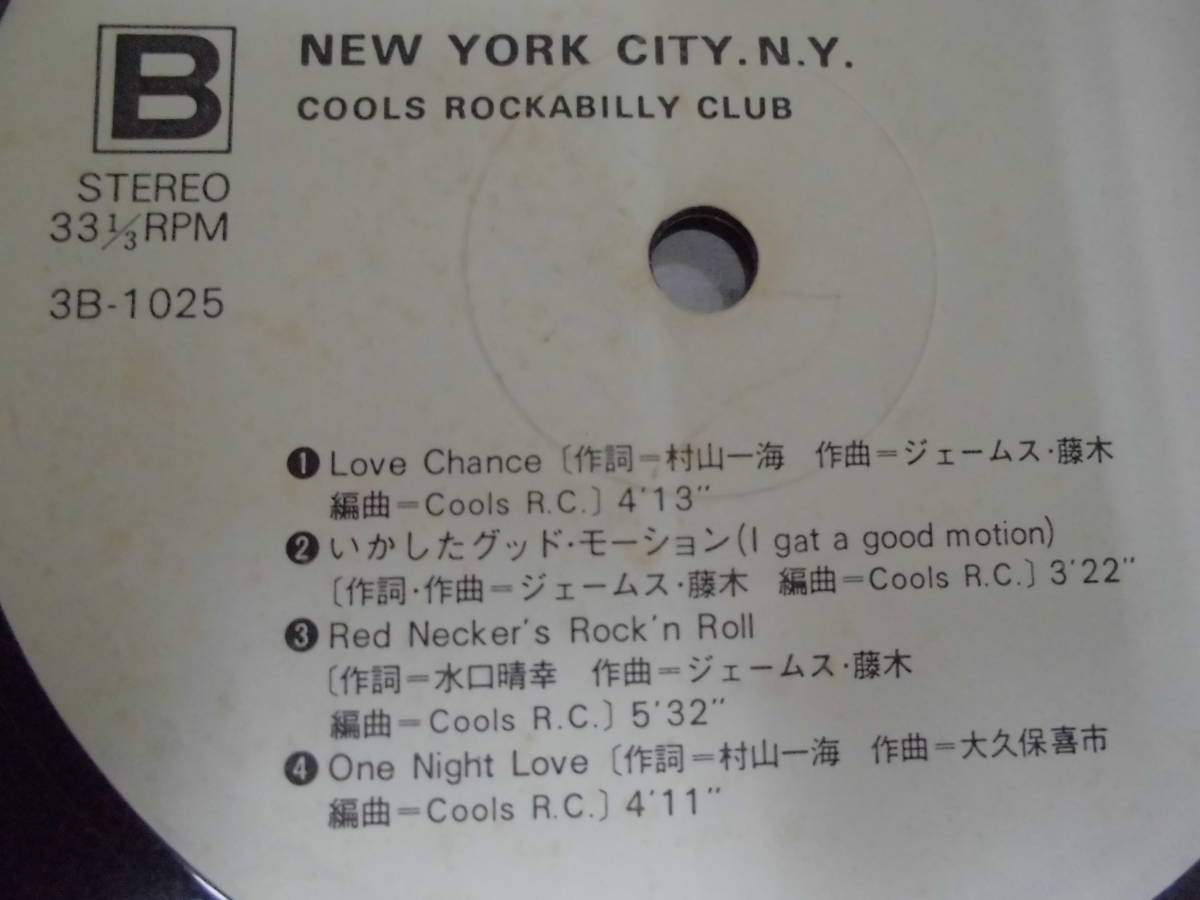 B
STEREO
33 1/3 RPM
3B-1025
NEW YORK CITY. N.Y.
COOLS ROCKABILLY CLUB
❶ Love Chance〔作詞=村山一海 作曲=ジェームス・藤木
編曲=Cools R.C.〕4'13"
❷ いかしたグッド・モーション(I gat a good motion)
〔作詞・作曲=ジェームス・藤木 編曲=Cools R.C.〕3'22"
❸ Red Necker's Rock'n Roll
〔作詞=水口晴幸 作曲=ジェームス・藤木
編曲=Cools R.C.〕5'32"
❹ One Night Love〔作詞=村山一海 作曲=大久保喜市
編曲=Cools R.C.〕4'11"